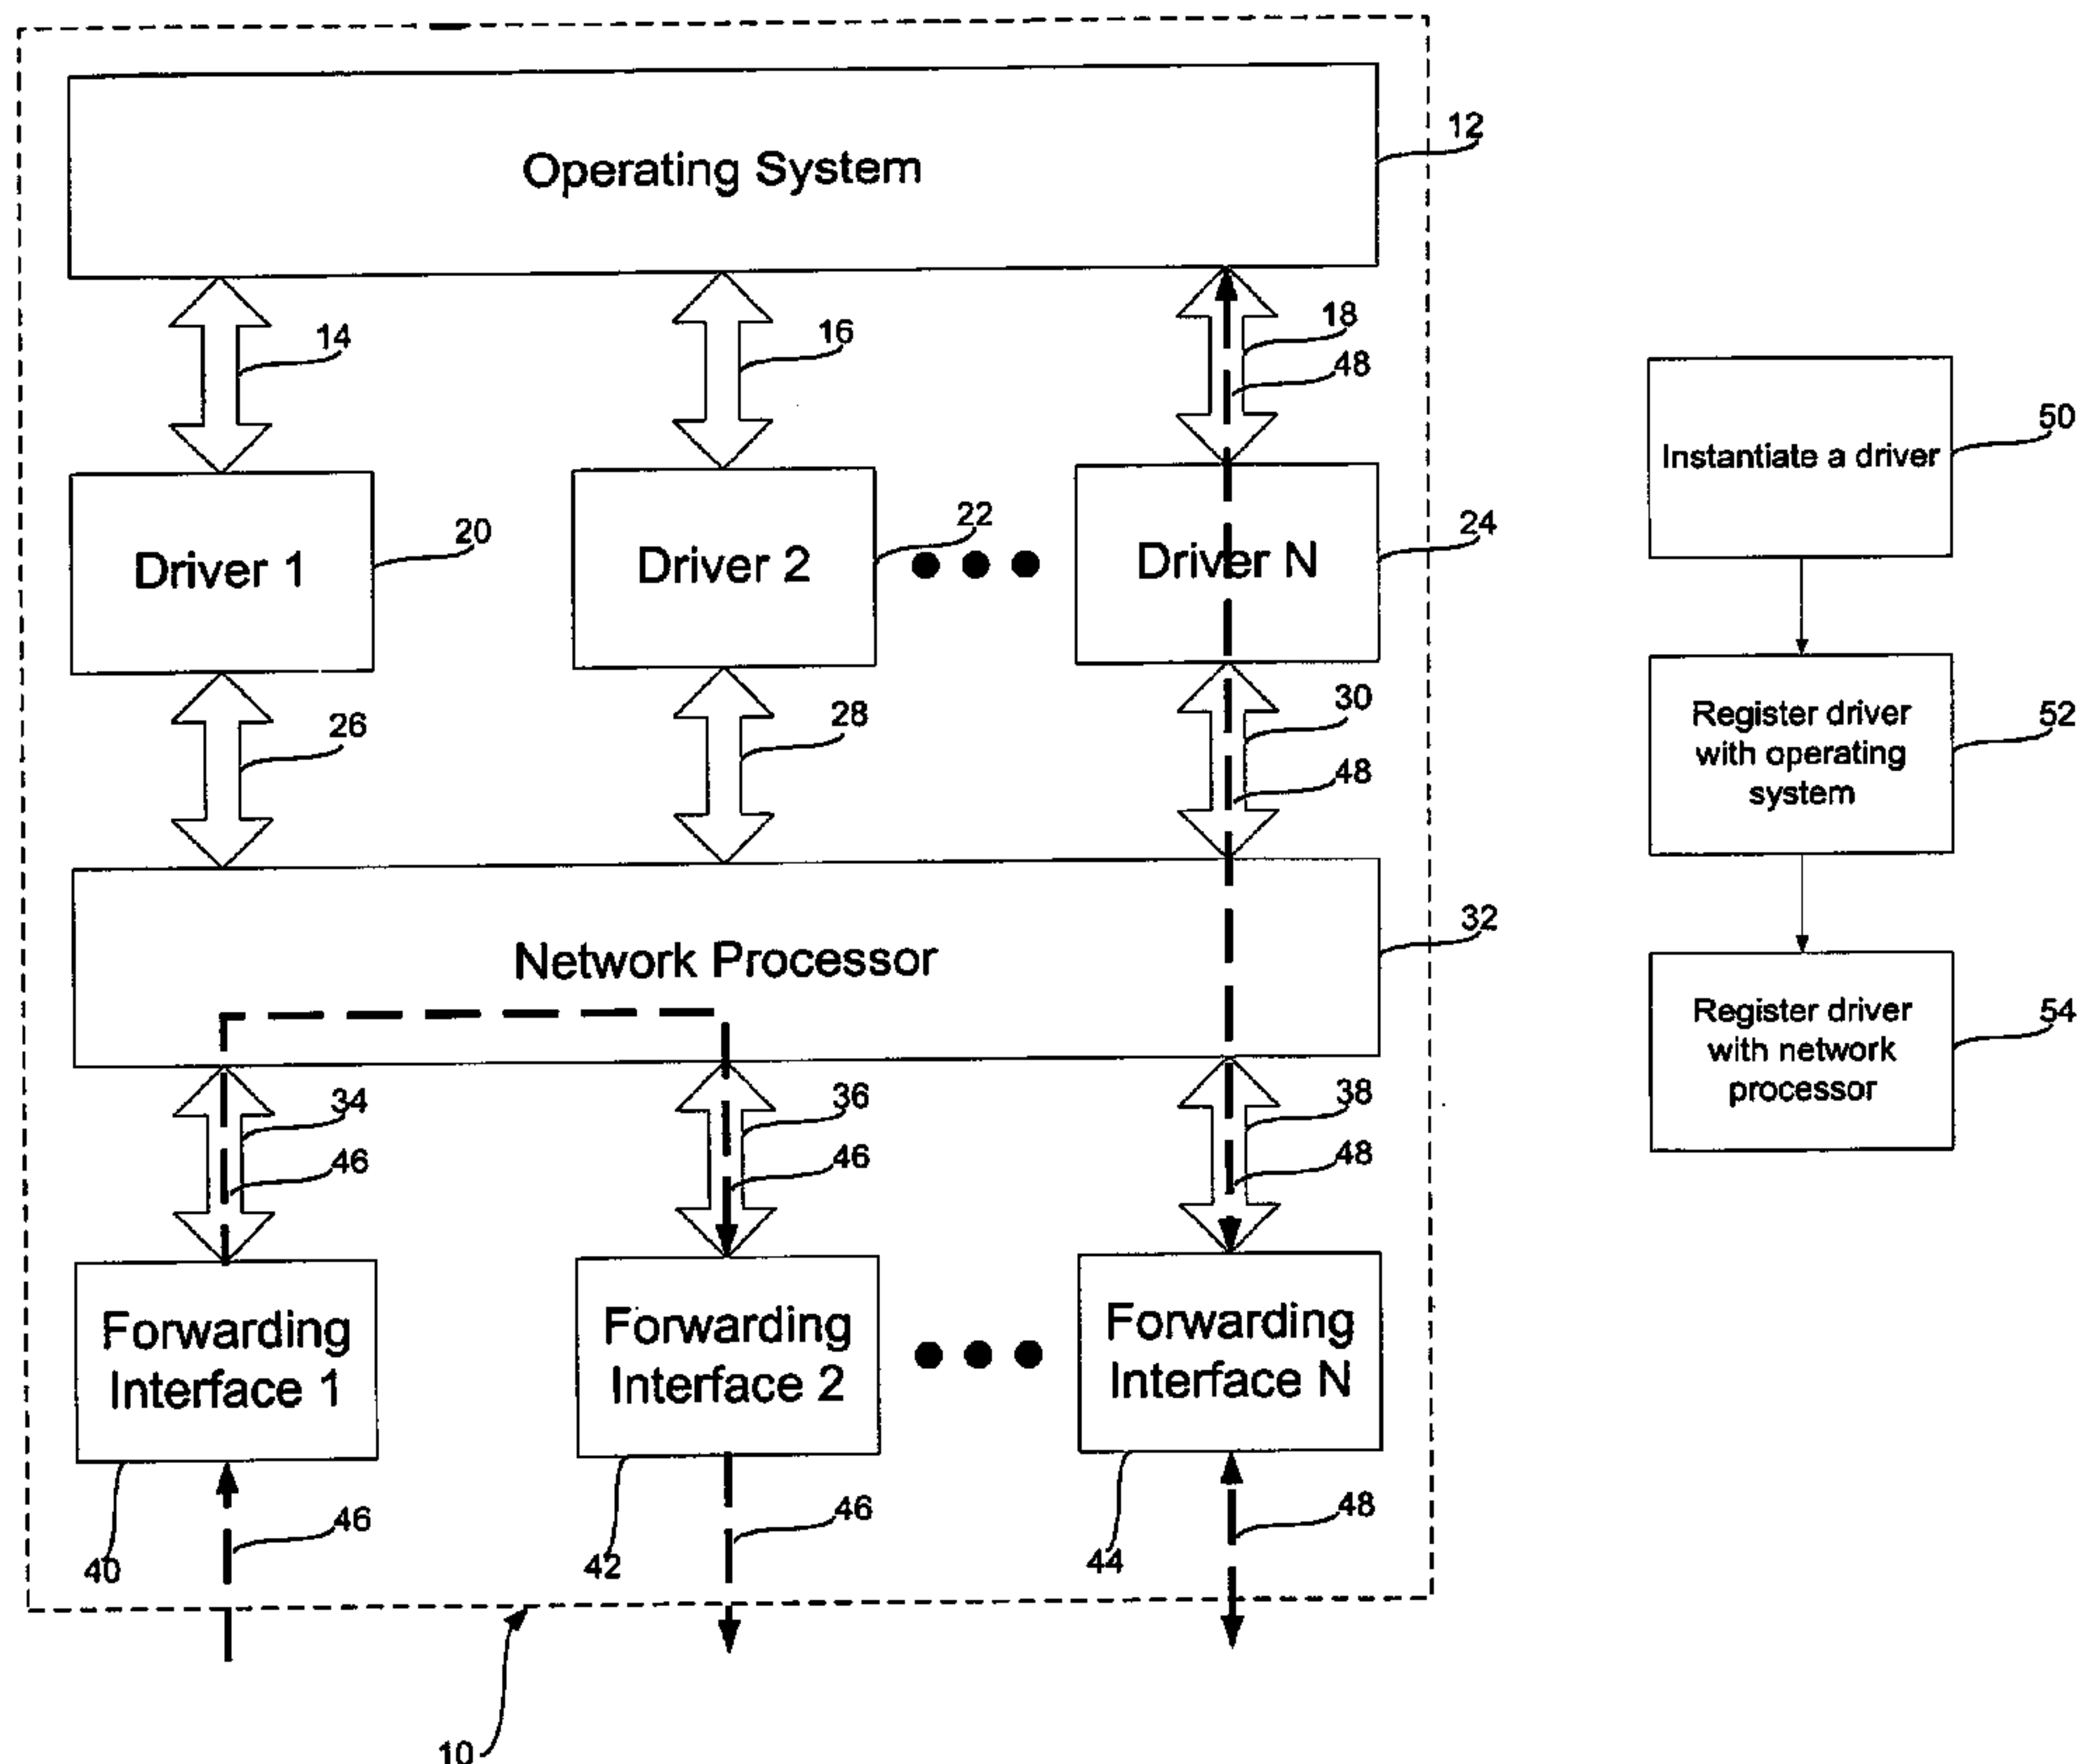 Operating System
12
14
16
18
48
Driver 1
20
Driver 2
22
Driver N
24
26
28
30
48
Network Processor
32
34
46
36
46
38
48
Forwarding
Interface 1
Forwarding
Interface 2
Forwarding
Interface N
40
46
42
46
44
48
10
Instantiate a driver
50
Register driver
with operating
system
52
Register driver
with network
processor
54